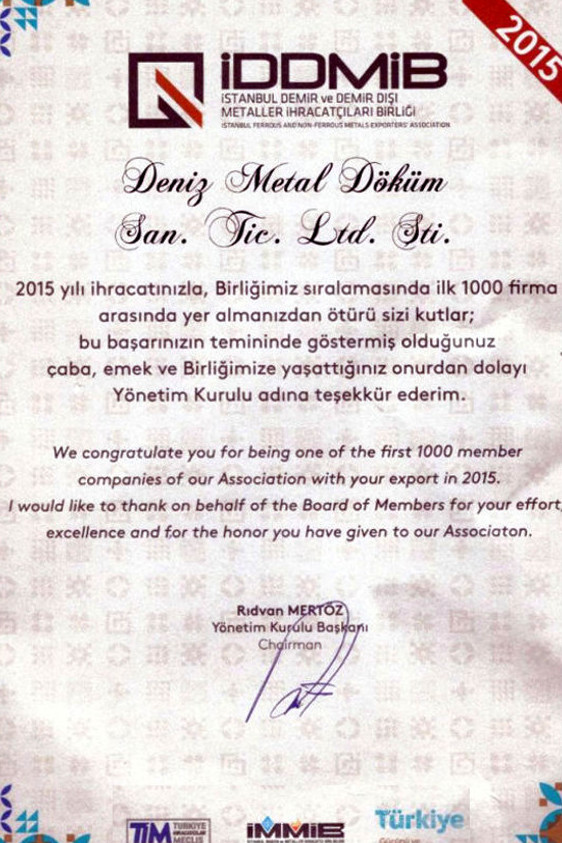 2015
İDDMİB
İSTANBUL DEMİR ve DEMİR DIŞI
METALLER İHRACATÇILARI BİRLİĞİ
ISTANBUL FERROUS AND NON-FERROUS METALS EXPORTERS' ASSOCIATION
Deniz Metal Döküm
San. Tic. Ltd. Sti.
2015 yılı ihracatınızla, Birliğimiz sıralamasında ilk 1000 firma
arasında yer almanızdan ötürü sizi kutlar;
bu başarınızın temininde göstermiş olduğunuz
çaba, emek ve Birliğimize yaşattığınız onurdan dolayı
Yönetim Kurulu adına teşekkür ederim.
We congratulate you for being one of the first 1000 member
companies of our Association with your export in 2015.
I would like to thank on behalf of the Board of Members for your effort,
excellence and for the honor you have given to our Associaton.
Rıdvan MERTÖZ
Yönetim Kurulu Başkanı
Chairman
TİM TÜRKİYE
İHRACATÇILAR
MECLİS
İMMİB
Türkiye